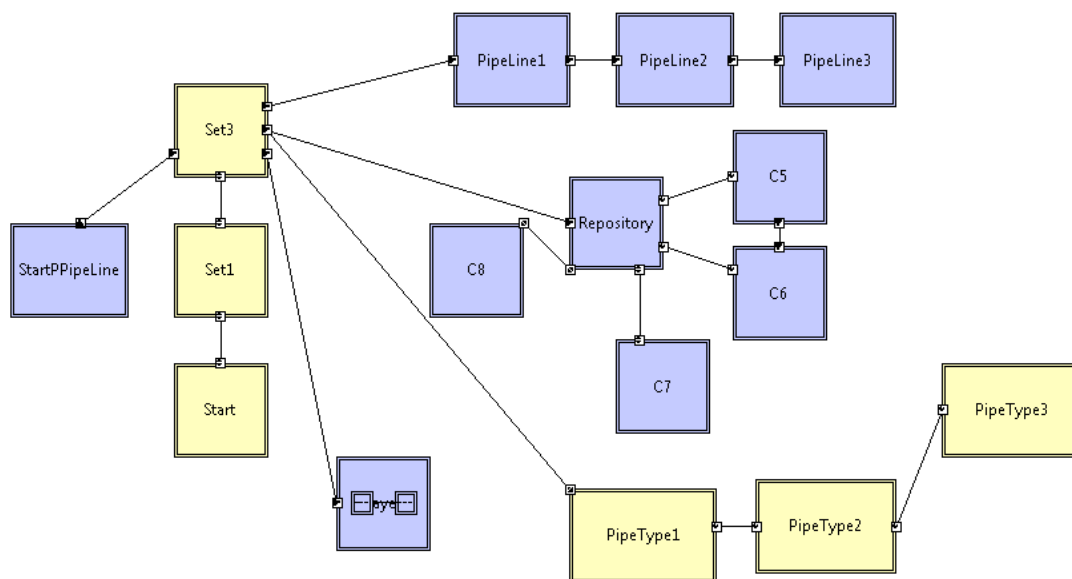 PipeLine1
PipeLine2
PipeLine3
Set3
C5
Repository
StartPPipeLine
Set1
C8
C6
C7
Start
PipeType3
PipeType2
PipeType1